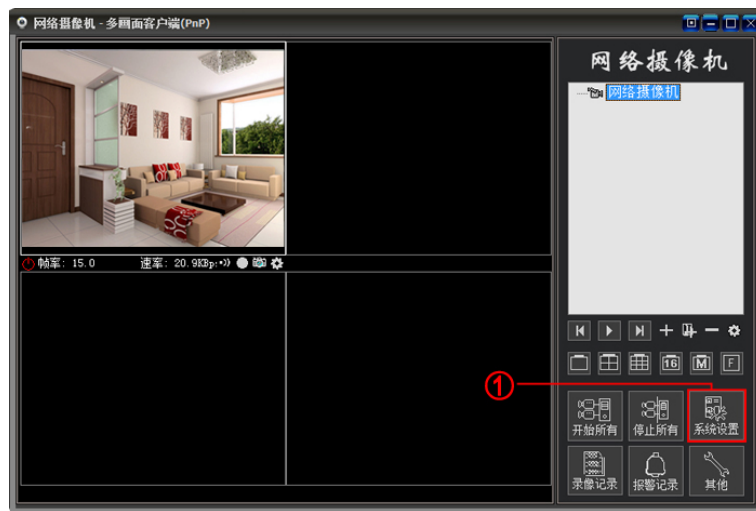 网络摄像机 - 多画面客户端(PnP)
网络摄像机
网络摄像机
帧率: 15.0 速率: 20.9KBp:
16 M F
①
开始所有 停止所有 系统设置
录像记录 报警记录 其他